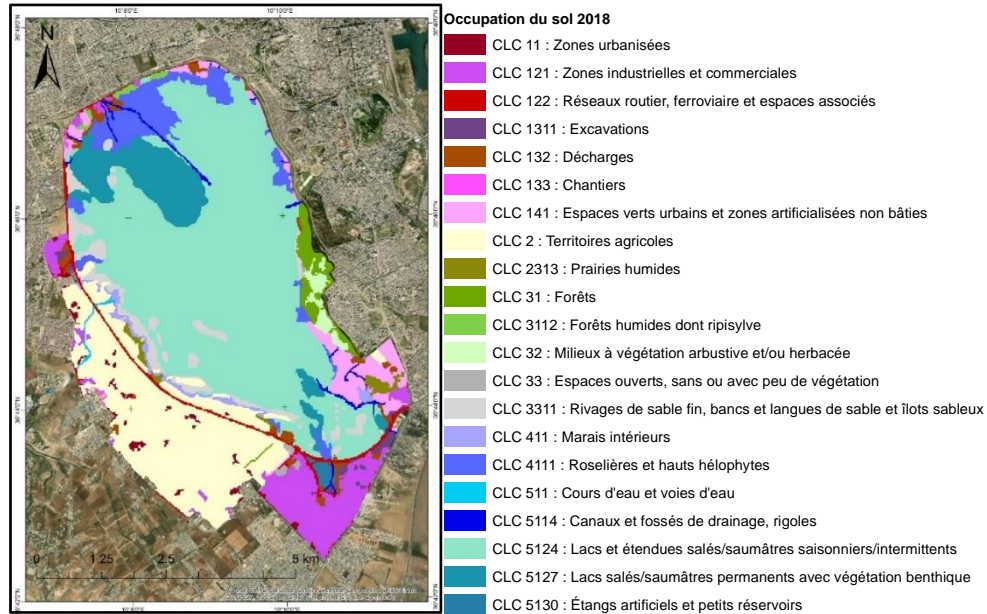 10°8'0"E
10°10'0"E
N
0 1.25 2.5 5 km
Occupation du sol 2018
CLC 11 : Zones urbanisées
CLC 121 : Zones industrielles et commerciales
CLC 122 : Réseaux routier, ferroviaire et espaces associés
CLC 1311 : Excavations
CLC 132 : Décharges
CLC 133 : Chantiers
CLC 141 : Espaces verts urbains et zones artificialisées non bâties
CLC 2 : Territoires agricoles
CLC 2313 : Prairies humides
CLC 31 : Forêts
CLC 3112 : Forêts humides dont ripisylve
CLC 32 : Milieux à végétation arbustive et/ou herbacée
CLC 33 : Espaces ouverts, sans ou avec peu de végétation
CLC 3311 : Rivages de sable fin, bancs et langues de sable et îlots sableux
CLC 411 : Marais intérieurs
CLC 4111 : Roselières et hauts hélophytes
CLC 511 : Cours d'eau et voies d'eau
CLC 5114 : Canaux et fossés de drainage, rigoles
CLC 5124 : Lacs et étendues salés/saumâtres saisonniers/intermittents
CLC 5127 : Lacs salés/saumâtres permanents avec végétation benthique
CLC 5130 : Étangs artificiels et petits réservoirs